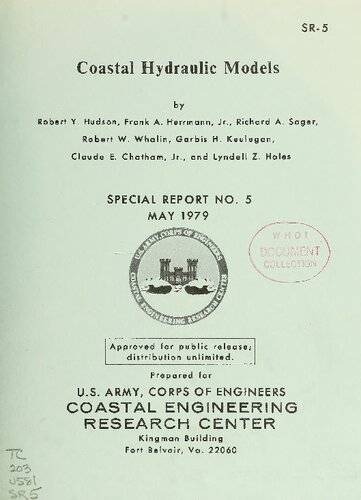 SR-5
Coastal Hydraulic Models
by
Robert Y. Hudson, Frank A. Herrmann, Jr., Richard A. Sager,
Robert W. Whalin, Garbis H. Keulegan,
Claude E. Chatham, Jr., and Lyndell Z. Hales
SPECIAL REPORT NO. 5
MAY 1979
U.S. ARMY, CORPS OF ENGINEERS
COASTAL ENGINEERING RESEARCH CENTER
WHOI
DOCUMENT
COLLECTION
Approved for public release;
distribution unlimited.
Prepared for
U.S. ARMY, CORPS OF ENGINEERS
COASTAL ENGINEERING
RESEARCH CENTER
Kingman Building
Fort Belvoir, Va. 22060
TC
203
U581
SR5